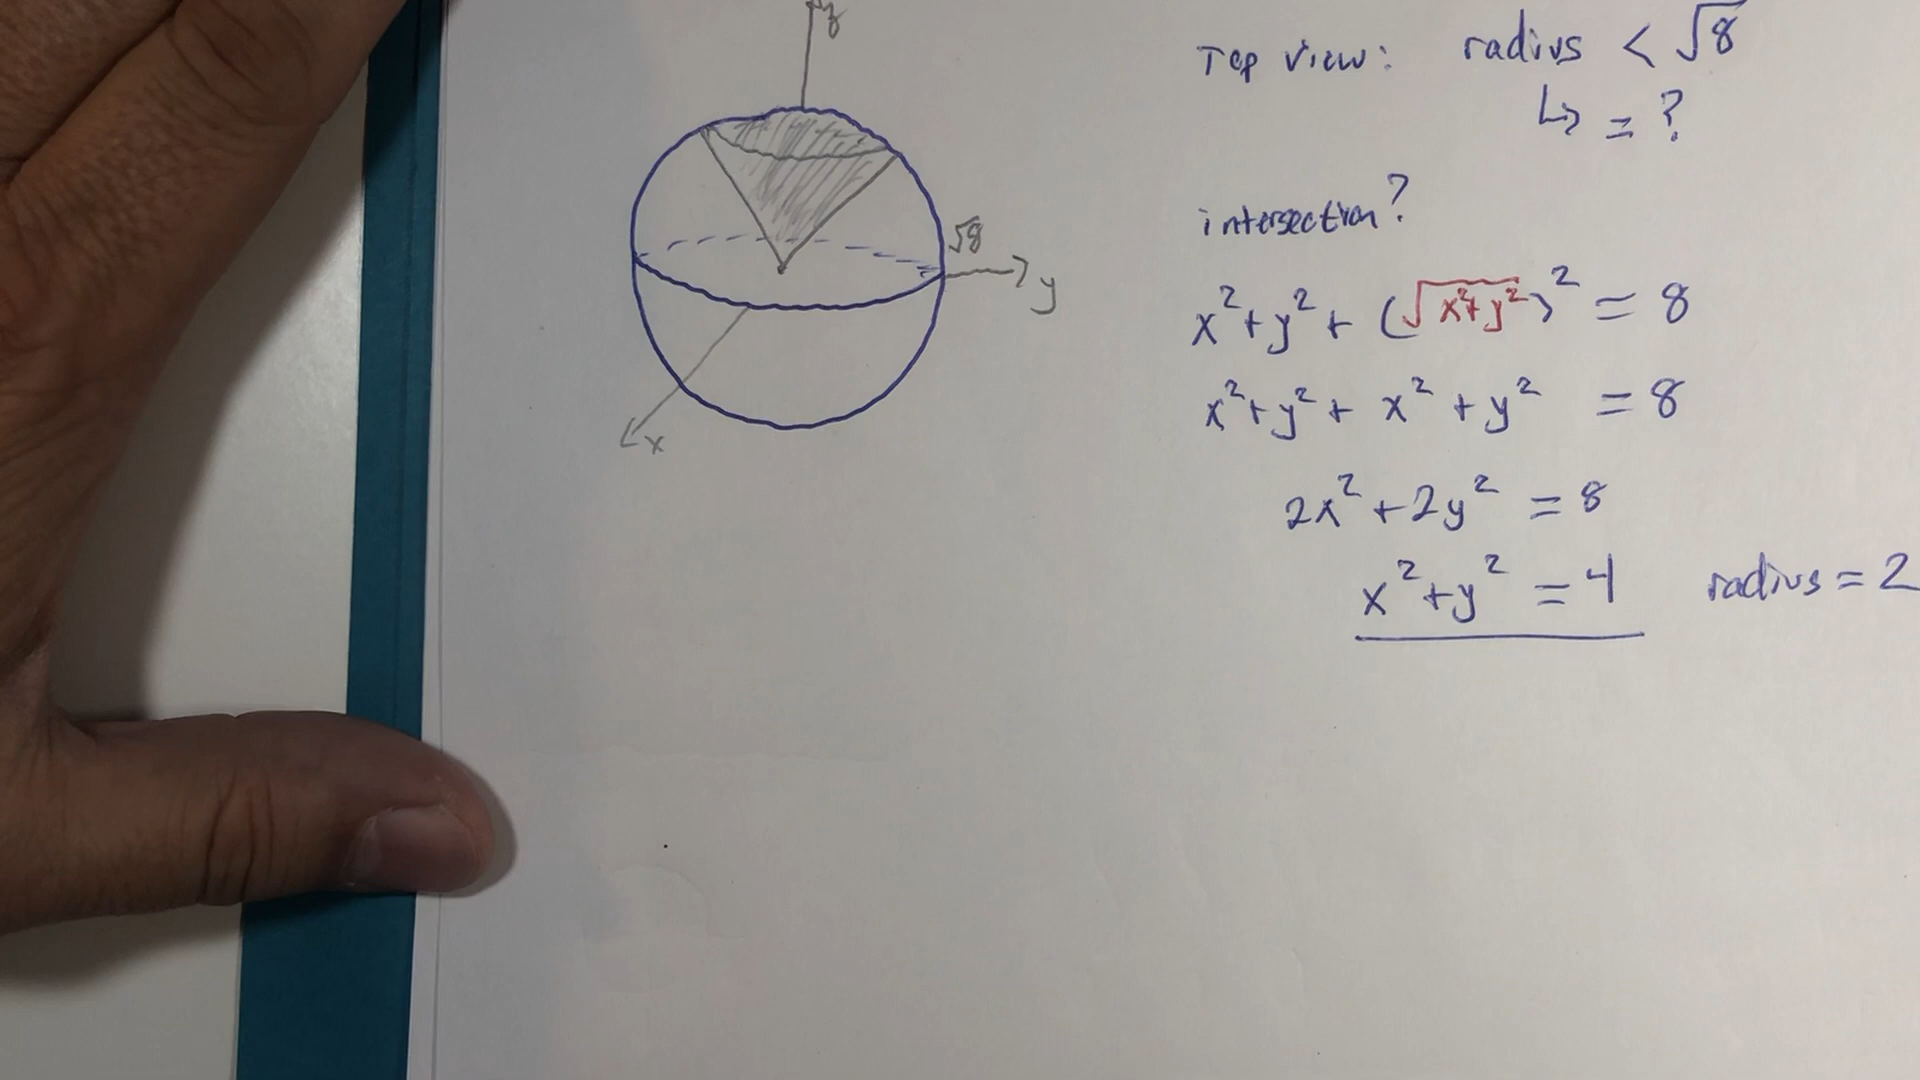 z
√8
y
x
Top view: radius < √8
↳ = ?
intersection?
x² + y² + (√x²+y²)² = 8
x² + y² + x² + y² = 8
2x² + 2y² = 8
x² + y² = 4 radius = 2